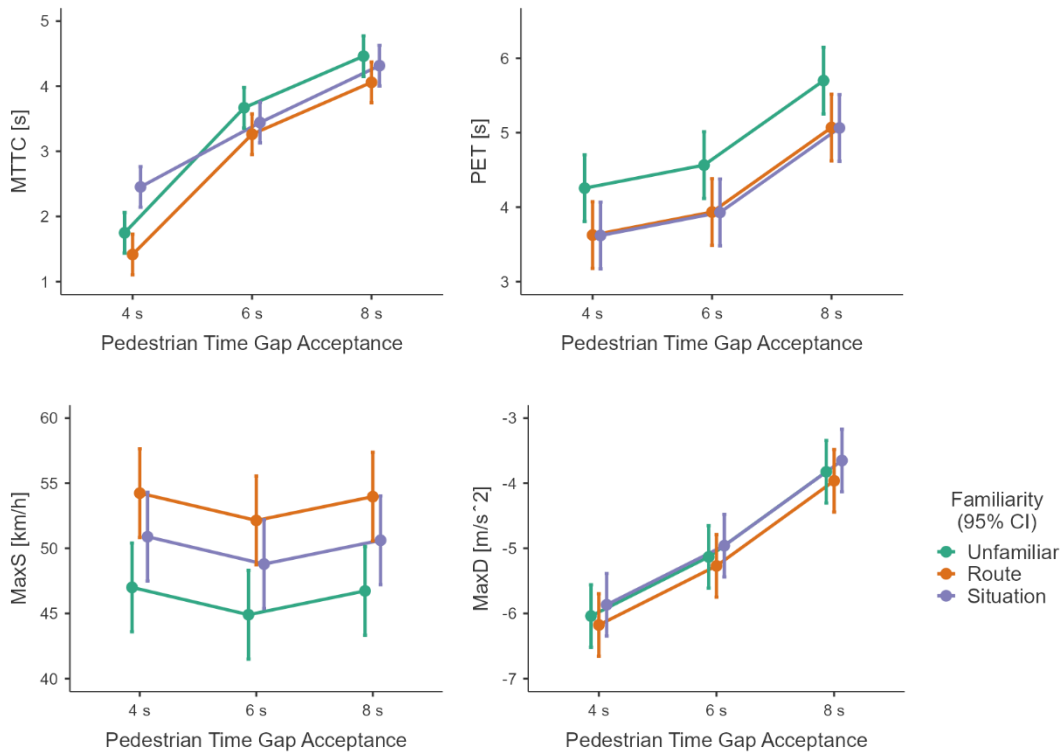 5
4
3
2
1
MTTC [s]
4 s
6 s
8 s
Pedestrian Time Gap Acceptance
6
5
4
3
PET [s]
4 s
6 s
8 s
Pedestrian Time Gap Acceptance
60
55
50
45
40
MaxS [km/h]
4 s
6 s
8 s
Pedestrian Time Gap Acceptance
-3
-4
-5
-6
-7
MaxD [m/s^2]
4 s
6 s
8 s
Pedestrian Time Gap Acceptance
Familiarity
(95% CI)
Unfamiliar
Route
Situation